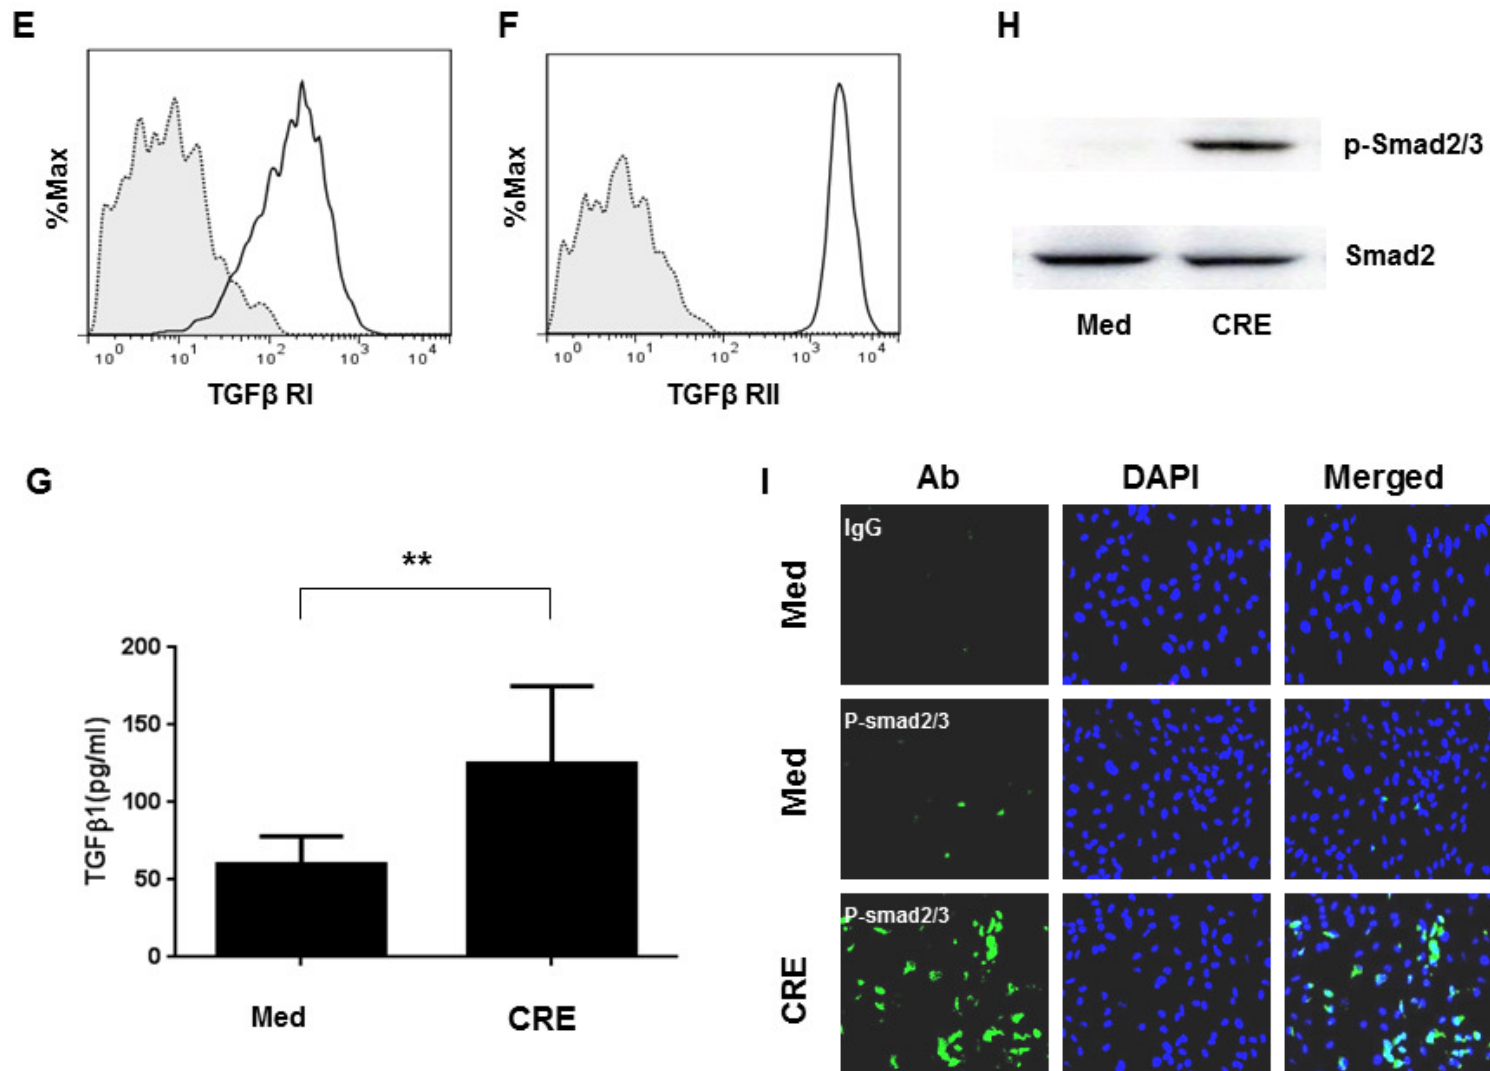 E
%Max
10^0 10^1 10^2 10^3 10^4
TGFβ RI
F
%Max
10^0 10^1 10^2 10^3 10^4
TGFβ RII
H
p-Smad2/3
Smad2
Med CRE
G
**
TGFβ1(pg/ml)
200
150
100
50
0
Med CRE
I
Ab DAPI Merged
Med
IgG
Med
P-smad2/3
CRE
P-smad2/3